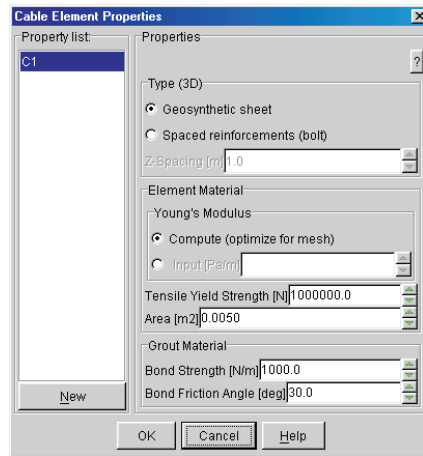 Cable Element Properties
Property list:
C1
New
Properties
?
Type (3D)
Geosynthetic sheet
Spaced reinforcements (bolt)
Z-Spacing [m] 1.0
Element Material
Young's Modulus
Compute (optimize for mesh)
Input [Pa/m]
Tensile Yield Strength [N] 1000000.0
Area [m2] 0.0050
Grout Material
Bond Strength [N/m] 1000.0
Bond Friction Angle [deg] 30.0
OK Cancel Help